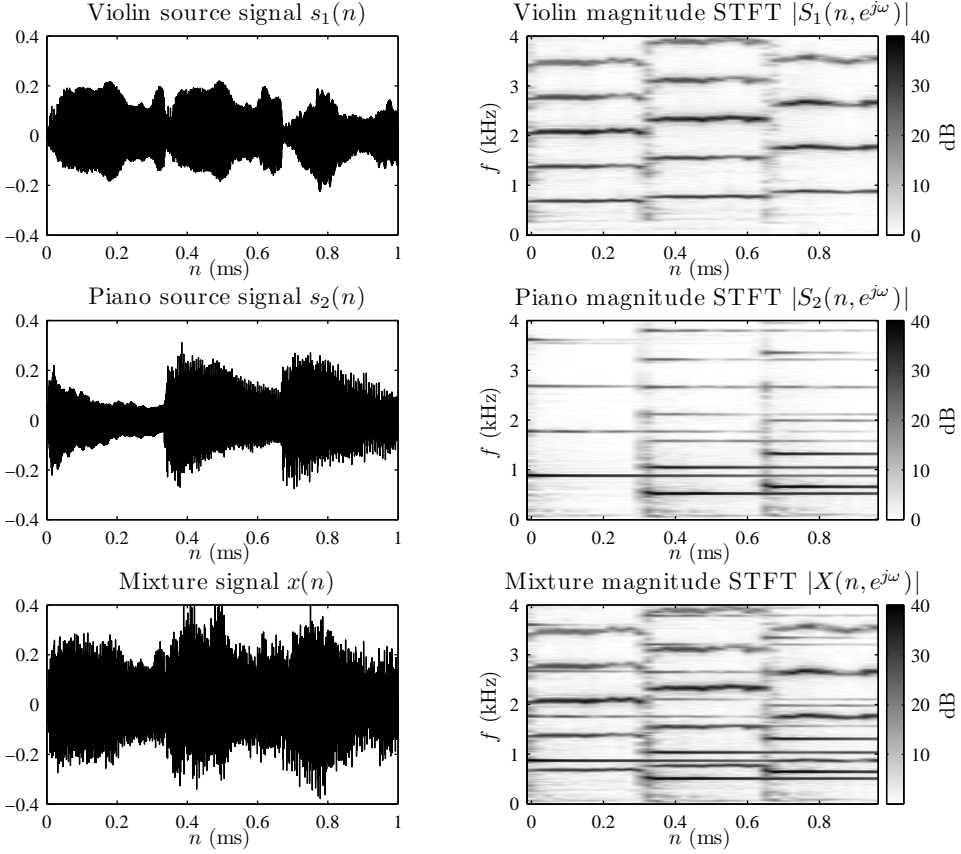 Violin source signal s₁(n)
0.4
0.2
0
−0.2
−0.4
0 0.2 0.4 0.6 0.8 1
n (ms)
Violin magnitude STFT |S₁(n, e^{jω})|
f (kHz)
4
3
2
1
0
0 0.2 0.4 0.6 0.8
n (ms)
40
30
20
10
0
dB
Piano source signal s₂(n)
0.4
0.2
0
−0.2
−0.4
0 0.2 0.4 0.6 0.8 1
n (ms)
Piano magnitude STFT |S₂(n, e^{jω})|
f (kHz)
4
3
2
1
0
0 0.2 0.4 0.6 0.8
n (ms)
40
30
20
10
0
dB
Mixture signal x(n)
0.4
0.2
0
−0.2
−0.4
0 0.2 0.4 0.6 0.8 1
n (ms)
Mixture magnitude STFT |X(n, e^{jω})|
f (kHz)
4
3
2
1
0
0 0.2 0.4 0.6 0.8
n (ms)
40
30
20
10
0
dB